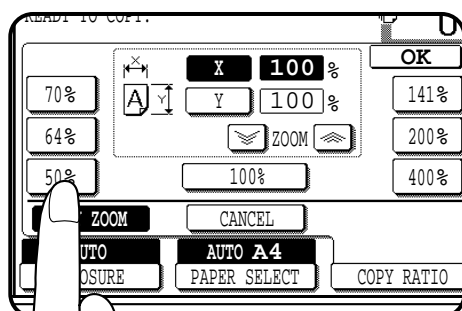 READY TO COPY.
OK
X 100 %
70% A Y Y 100 % 141%
64% ZOOM 200%
50% 100% 400%
ZOOM CANCEL
AUTO AUTO A4
PAPER SELECT COPY RATIO